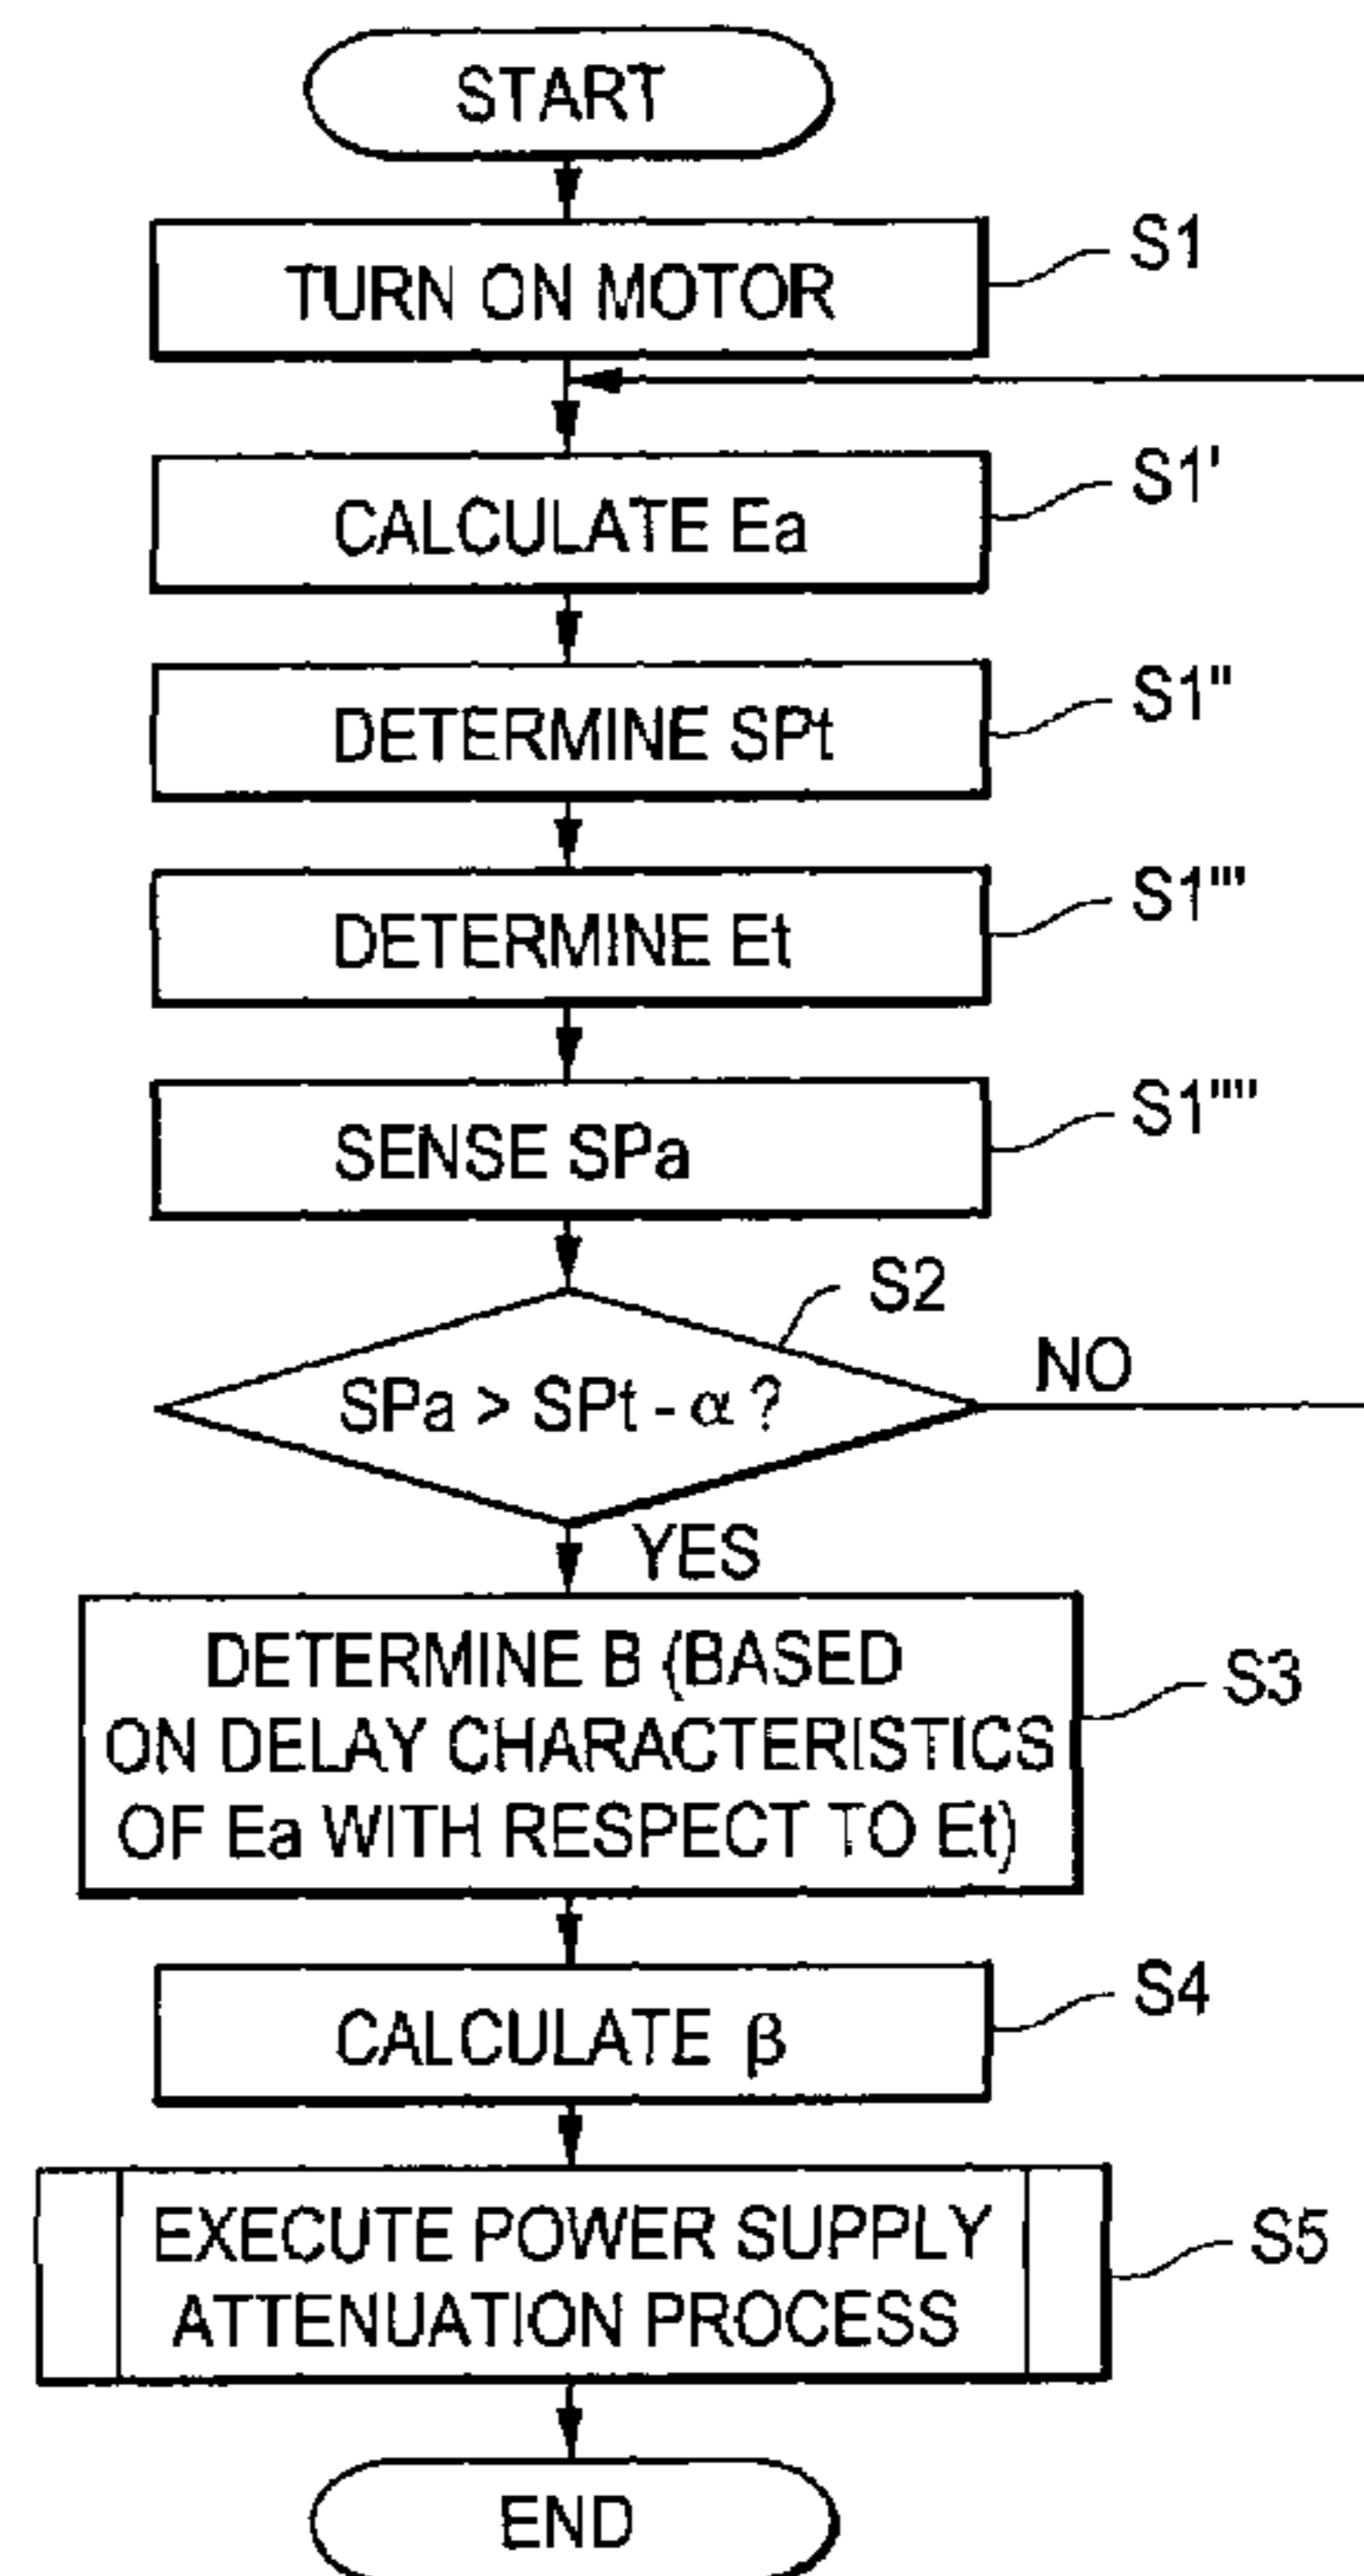 START
TURN ON MOTOR
S1
CALCULATE Ea
S1'
DETERMINE SPt
S1"
DETERMINE Et
S1"'
SENSE SPa
S1""
S2
SPa > SPt - α ?
NO
YES
DETERMINE B (BASED
ON DELAY CHARACTERISTICS
OF Ea WITH RESPECT TO Et)
S3
CALCULATE β
S4
EXECUTE POWER SUPPLY
ATTENUATION PROCESS
S5
END